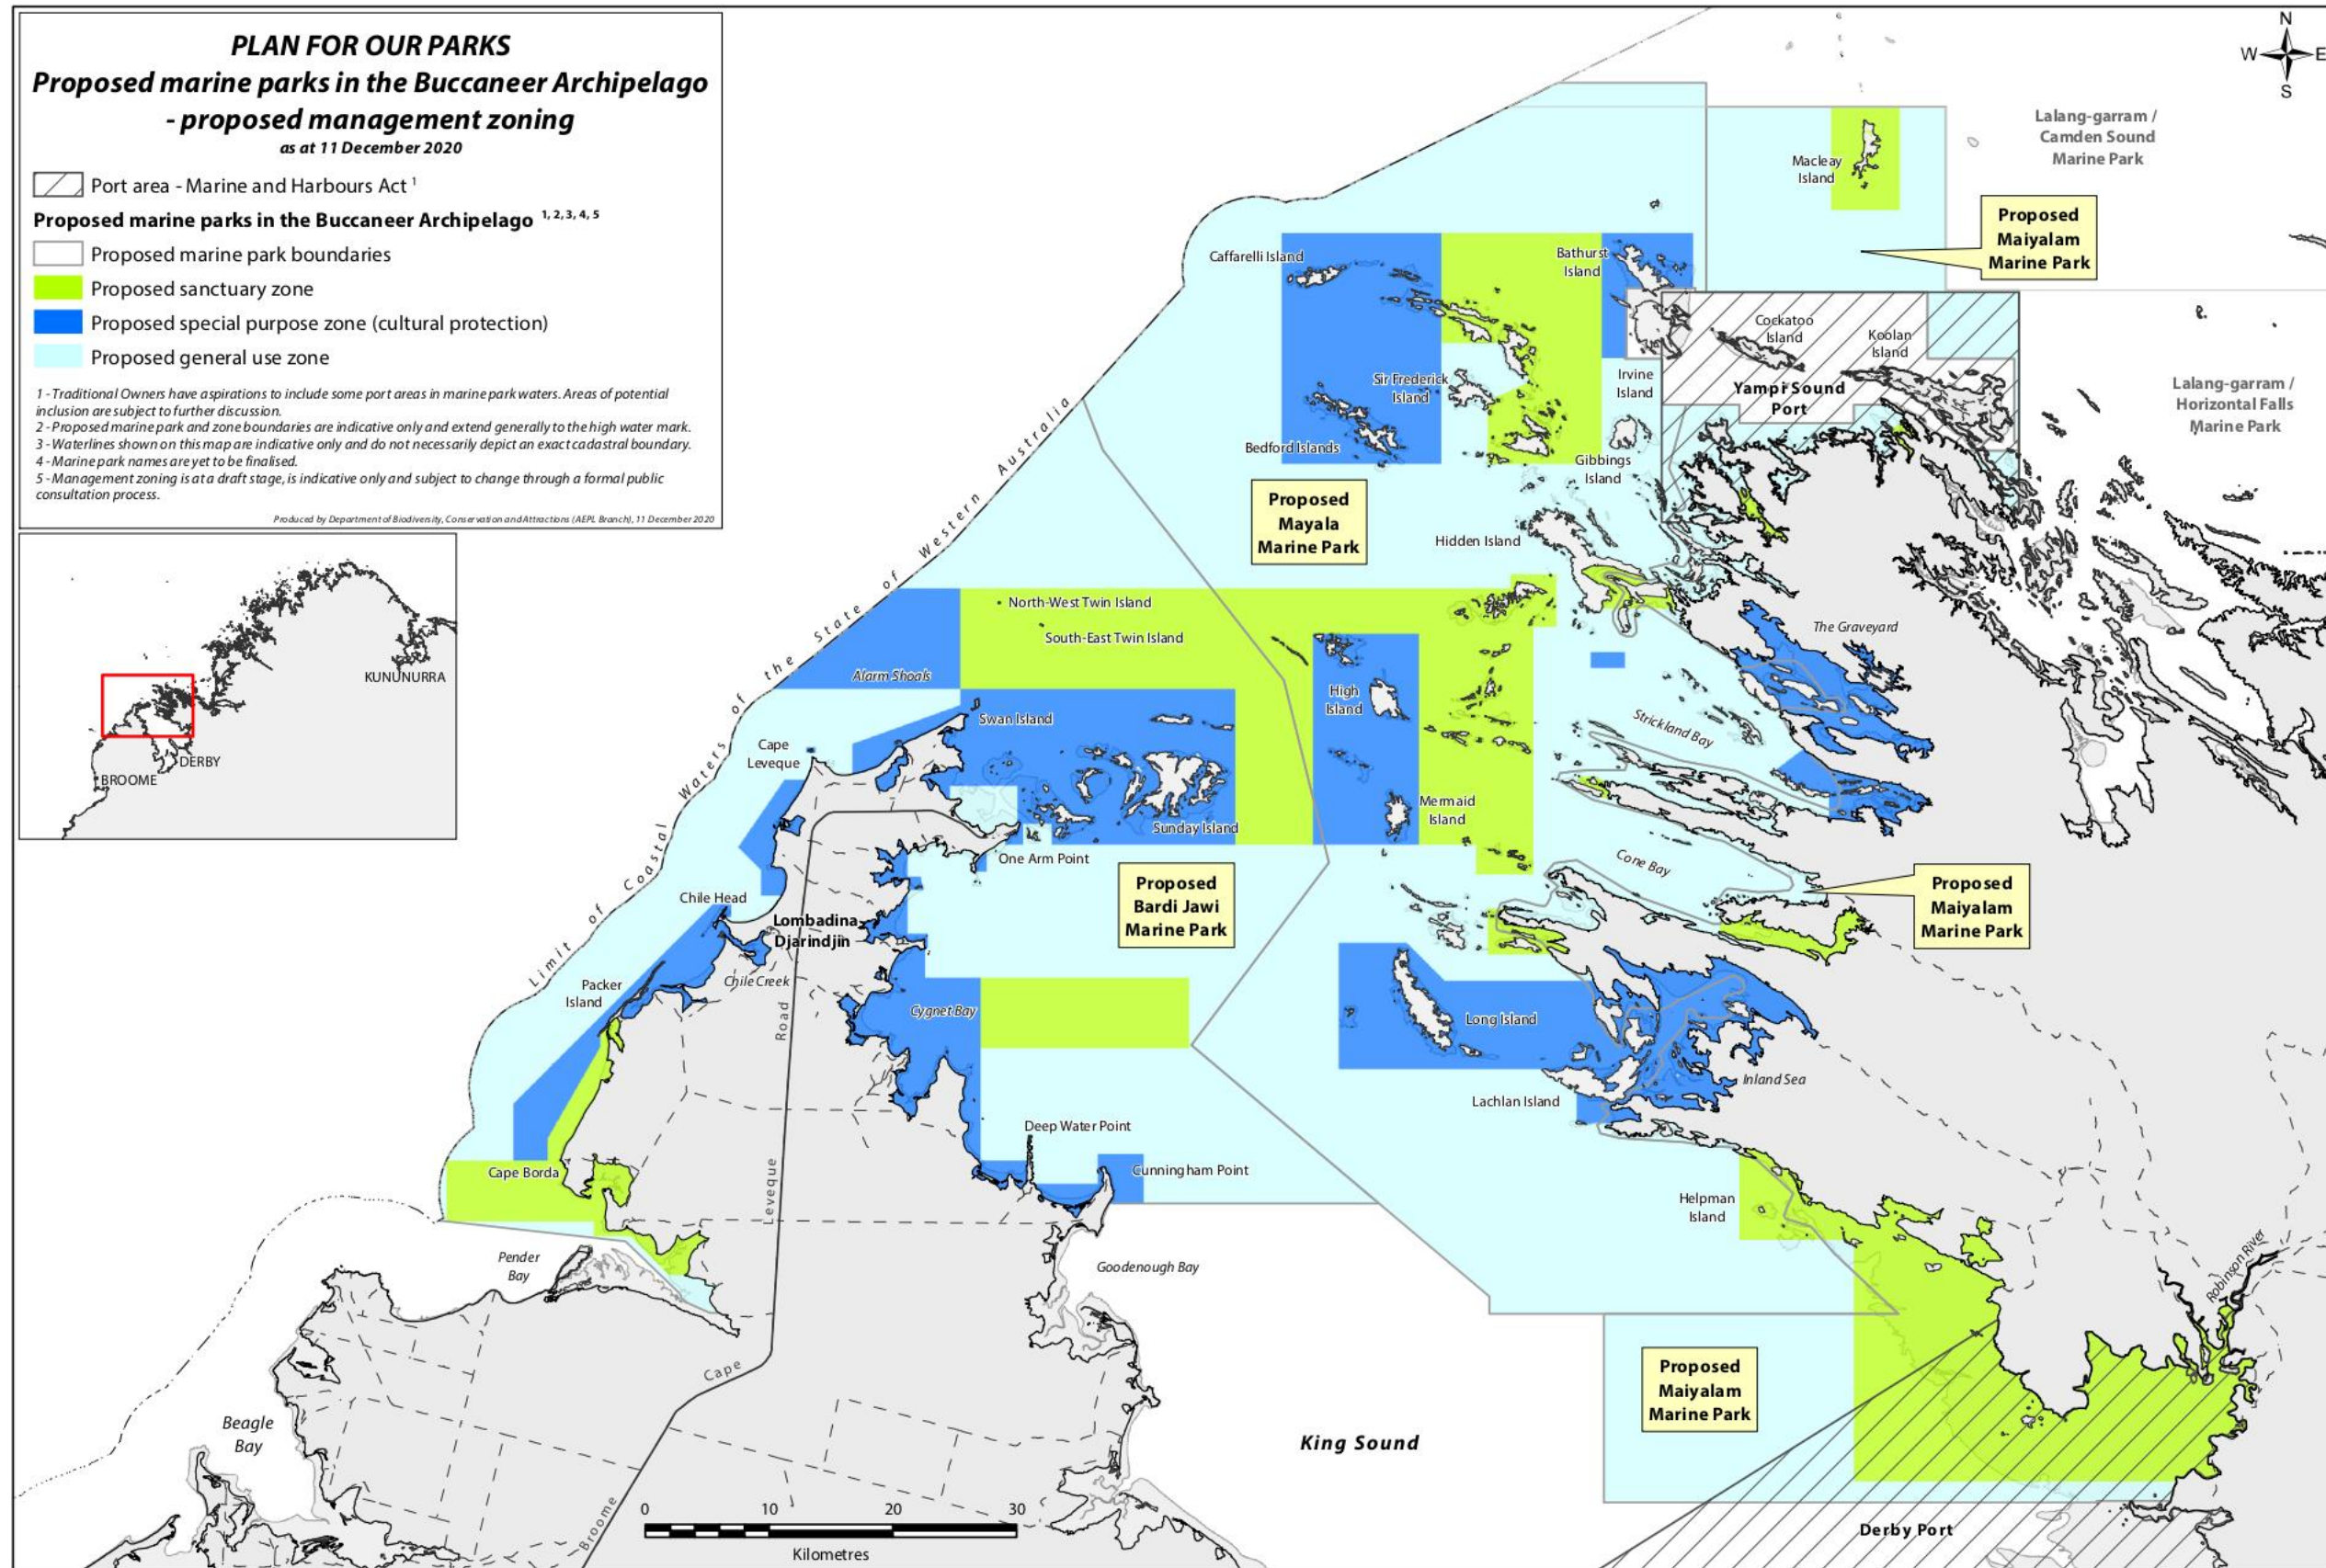 PLAN FOR OUR PARKS
Proposed marine parks in the Buccaneer Archipelago
- proposed management zoning
as at 11 December 2020
Port area - Marine and Harbours Act 1
Proposed marine parks in the Buccaneer Archipelago 1, 2, 3, 4, 5
Proposed marine park boundaries
Proposed sanctuary zone
Proposed special purpose zone (cultural protection)
Proposed general use zone
1 - Traditional Owners have aspirations to include some port areas in marine park waters. Areas of potential
inclusion are subject to further discussion.
2 - Proposed marine park and zone boundaries are indicative only and extend generally to the high water mark.
3 - Waterlines shown on this map are indicative only and do not necessarily depict an exact cadastral boundary.
4 - Marine park names are yet to be finalised.
5 - Management zoning is at a draft stage, is indicative only and subject to change through a formal public
consultation process.
Produced by Department of Biodiversity, Conservation and Attractions (AEPL Branch), 11 December 2020
KUNUNURRA
DERBY
BROOME
N
W
E
S
Lalang-garram /
Camden Sound
Marine Park
Macleay
Island
Proposed
Maiyalam
Marine Park
Caffarelli Island
Bathurst
Island
Cockatoo
Island
Koolan
Island
Irvine
Island
Yampi Sound
Port
Sir Frederick
Island
Lalang-garram /
Horizontal Falls
Marine Park
Bedford Islands
Gibbings
Island
Proposed
Mayala
Marine Park
Hidden Island
Limit of Coastal Waters of the State of Western Australia
North-West Twin Island
South-East Twin Island
Alarm Shoals
The Graveyard
High
Island
Swan Island
Strickland Bay
Cape
Leveque
Mermaid
Island
Sunday Island
One Arm Point
Cone Bay
Proposed
Bardi Jawi
Marine Park
Proposed
Maiyalam
Marine Park
Chile Head
Lombadina
Djarindjin
Chile Creek
Packer
Island
Cygnet Bay
Long Island
Inland Sea
Lachlan Island
Deep Water Point
Cape Borda
Cunningham Point
Helpman
Island
Pender
Bay
Goodenough Bay
Robinson River
Proposed
Maiyalam
Marine Park
Beagle
Bay
King Sound
Broome Cape Leveque Road
Derby Port
0 10 20 30
Kilometres